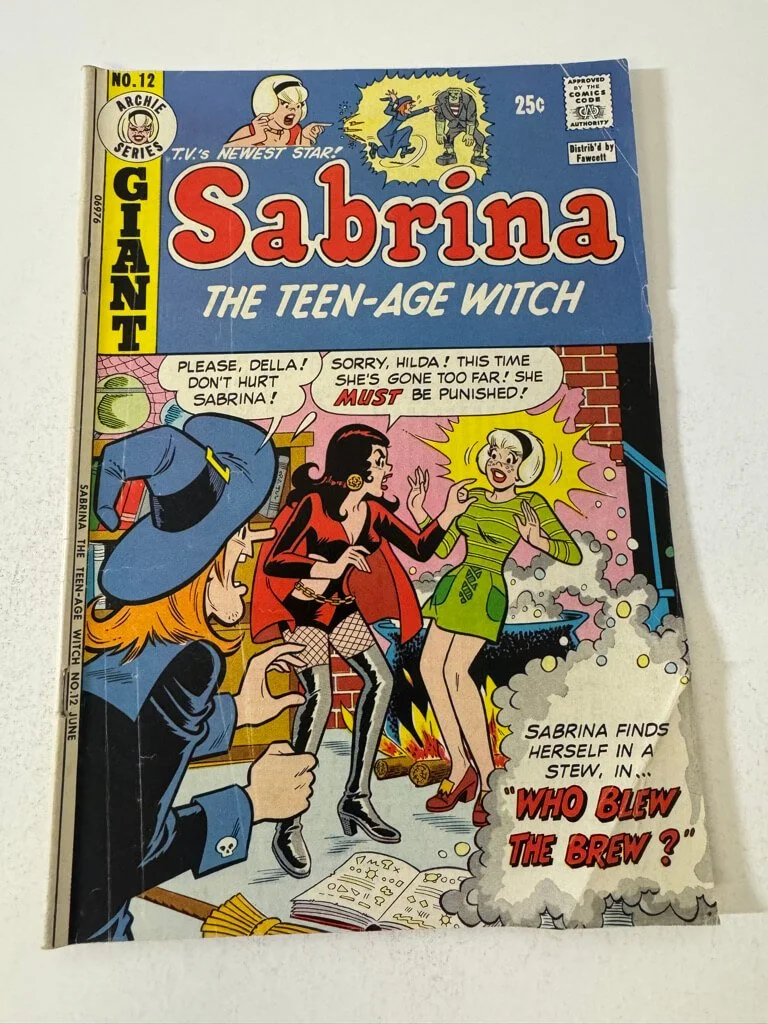 NO.12
ARCHIE
SERIES
GIANT
06976
T.V.'s NEWEST STAR!
25¢
APPROVED
BY THE
COMICS
CODE
CA
AUTHORITY
Distrib'd by
Fawcett
Sabrina
THE TEEN-AGE WITCH
PLEASE, DELLA!
DON'T HURT
SABRINA!
SORRY, HILDA! THIS TIME
SHE'S GONE TOO FAR! SHE
MUST BE PUNISHED!
SABRINA THE TEEN-AGE WITCH NO.12 JUNE
SABRINA FINDS
HERSELF IN A
STEW, IN...
"WHO BLEW
THE BREW?"